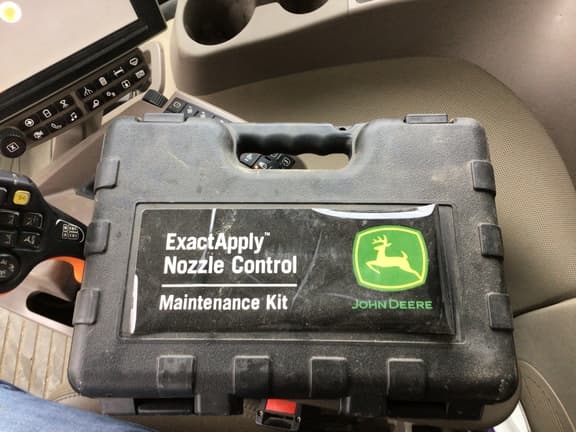 ExactApply™
Nozzle Control
Maintenance Kit
JOHN DEERE